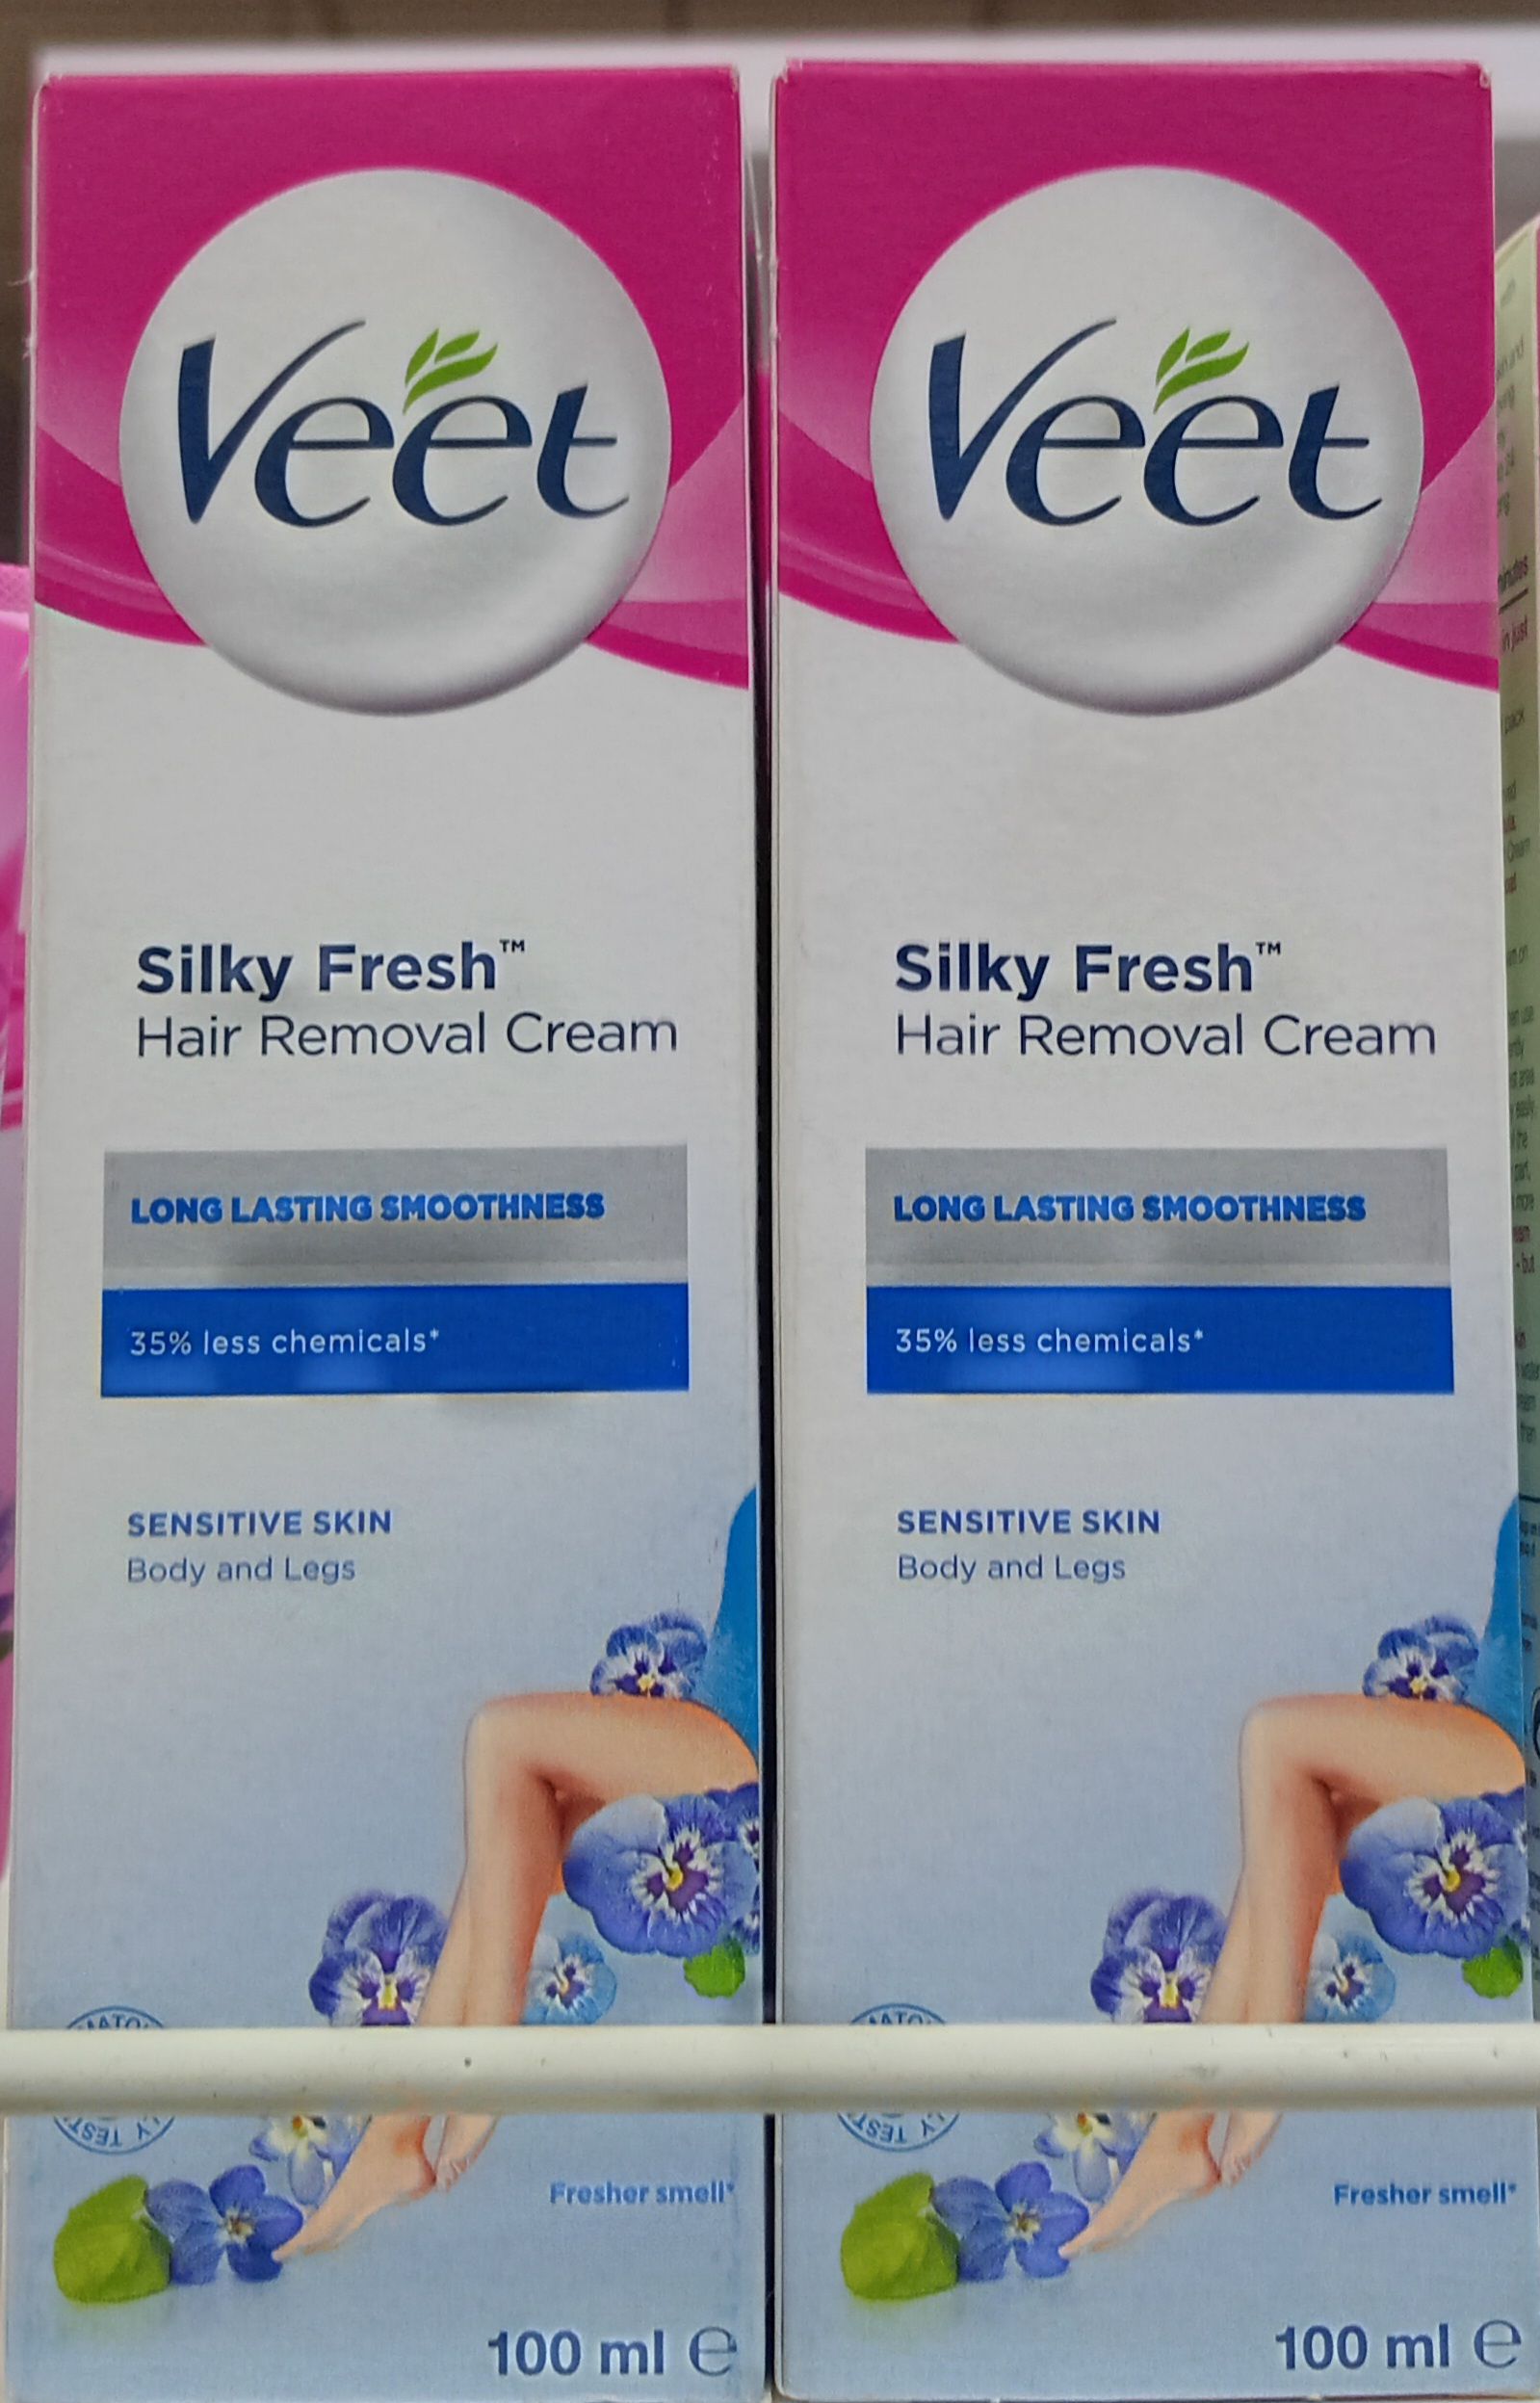 Veet
Silky Fresh™
Hair Removal Cream
LONG LASTING SMOOTHNESS
35% less chemicals*
SENSITIVE SKIN
Body and Legs
Fresher smell*
100 ml ℮
Veet
Silky Fresh™
Hair Removal Cream
LONG LASTING SMOOTHNESS
35% less chemicals*
SENSITIVE SKIN
Body and Legs
Fresher smell*
100 ml ℮